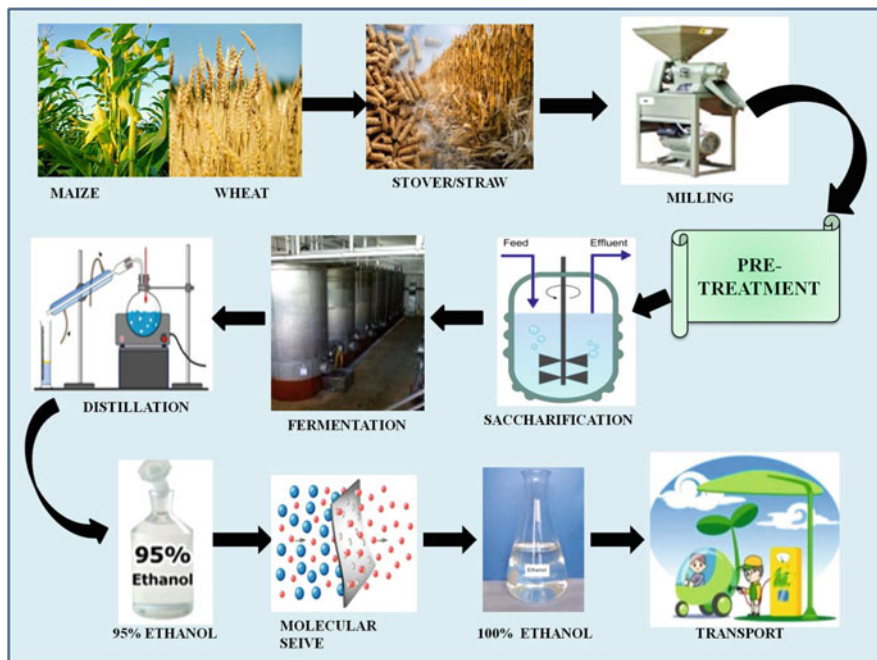 MAIZE
WHEAT
STOVER/STRAW
MILLING
PRE-
TREATMENT
Feed
Effluent
SACCHARIFICATION
FERMENTATION
DISTILLATION
95%
Ethanol
95% ETHANOL
MOLECULAR
SEIVE
Ethanol
100% ETHANOL
TRANSPORT